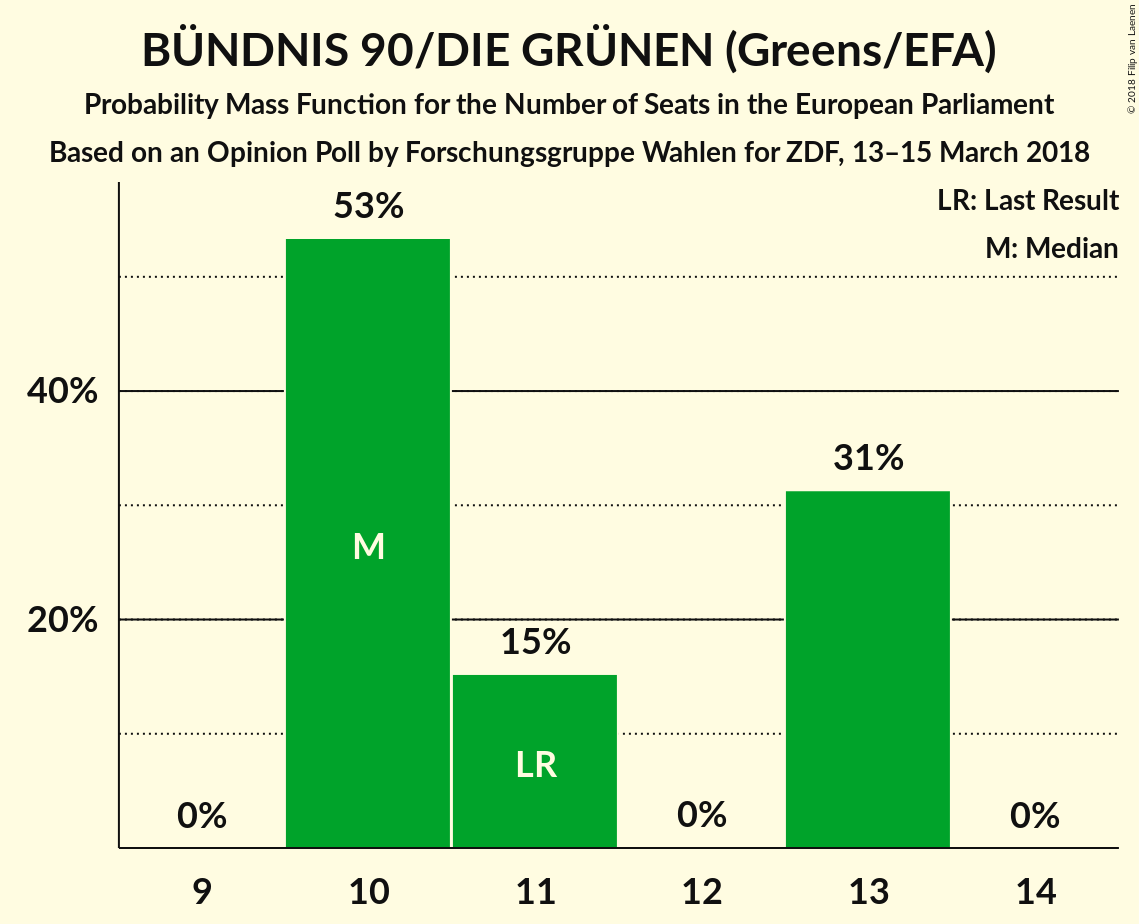 BÜNDNIS 90/DIE GRÜNEN (Greens/EFA)
Probability Mass Function for the Number of Seats in the European Parliament
Based on an Opinion Poll by Forschungsgruppe Wahlen for ZDF, 13–15 March 2018
© 2018 Filip van Laenen
LR: Last Result
M: Median
53%
40%
31%
M
20%
15%
LR
0%
0%
0%
9 10 11 12 13 14